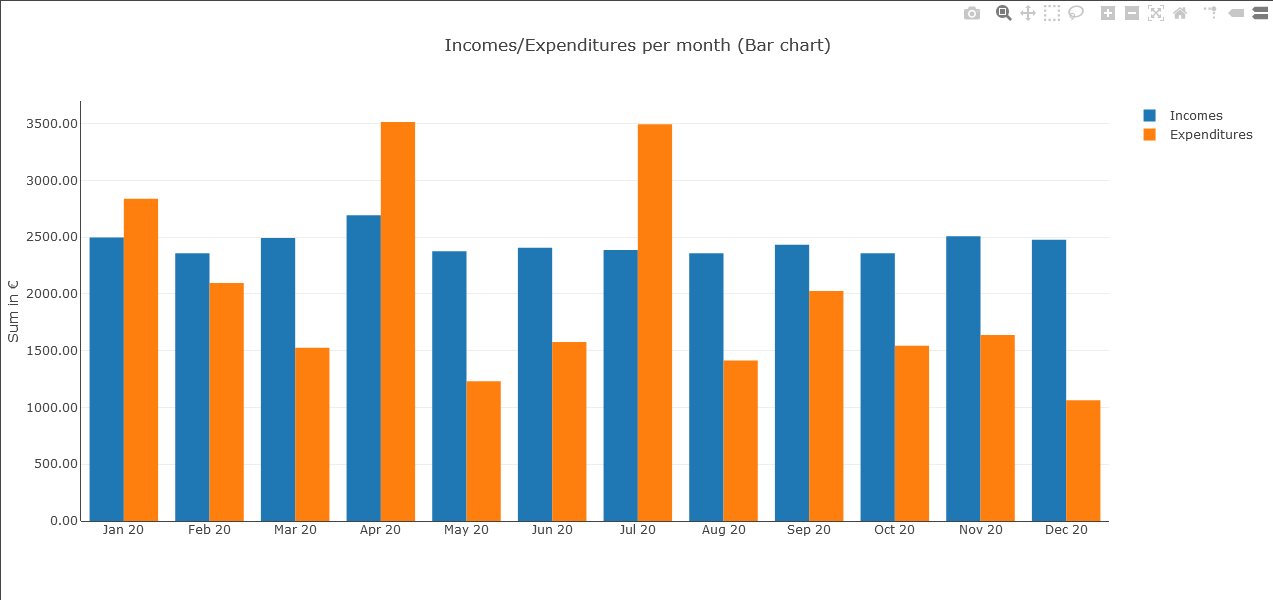 Incomes/Expenditures per month (Bar chart)
Incomes
Expenditures
Sum in €
3500.00
3000.00
2500.00
2000.00
1500.00
1000.00
500.00
0.00
Jan 20 Feb 20 Mar 20 Apr 20 May 20 Jun 20 Jul 20 Aug 20 Sep 20 Oct 20 Nov 20 Dec 20